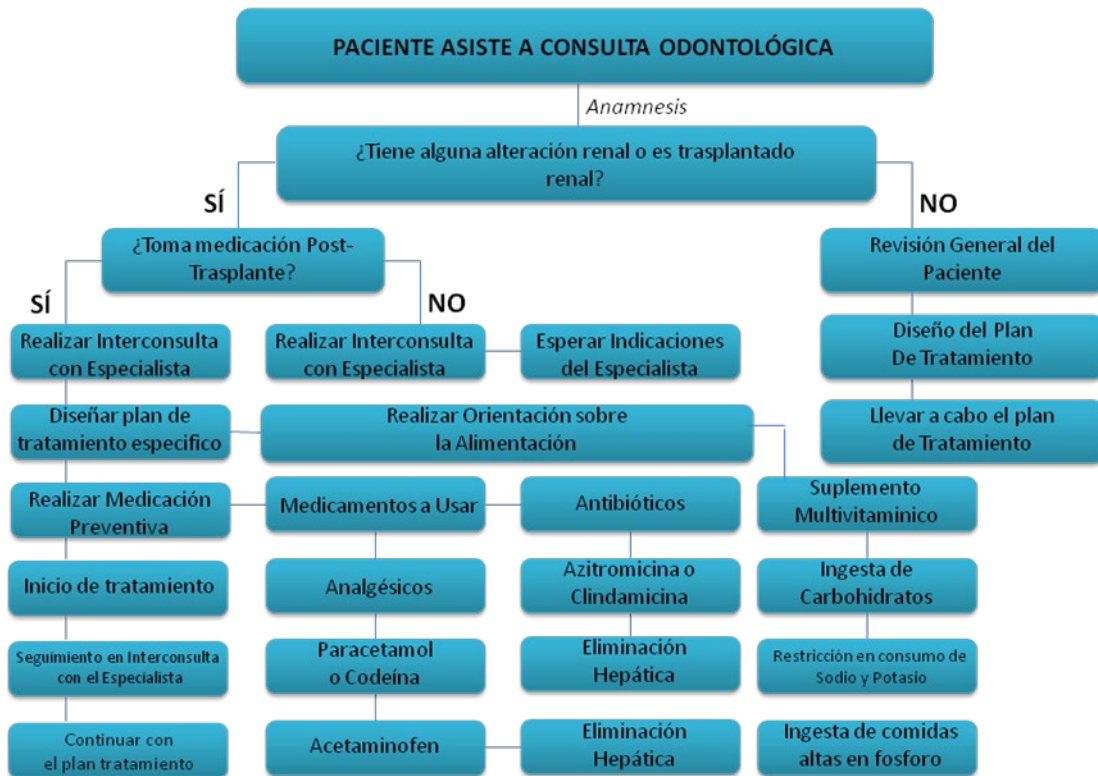 PACIENTE ASISTE A CONSULTA ODONTOLÓGICA
Anamnesis
¿Tiene alguna alteración renal o es trasplantado
renal?
SÍ
NO
¿Toma medicación Post-
Trasplante?
Revisión General del
Paciente
SÍ
NO
Realizar Interconsulta
con Especialista
Realizar Interconsulta
con Especialista
Esperar Indicaciones
del Especialista
Diseño del Plan
De Tratamiento
Diseñar plan de
tratamiento especifico
Realizar Orientación sobre
la Alimentación
Llevar a cabo el plan
de Tratamiento
Realizar Medicación
Preventiva
Medicamentos a Usar
Antibióticos
Suplemento
Multivitaminico
Inicio de tratamiento
Analgésicos
Azitromicina o
Clindamicina
Ingesta de
Carbohidratos
Seguimiento en Interconsulta
con el Especialista
Paracetamol
o Codeína
Eliminación
Hepática
Restricción en consumo de
Sodio y Potasio
Continuar con
el plan tratamiento
Acetaminofen
Eliminación
Hepática
Ingesta de comidas
altas en fosforo